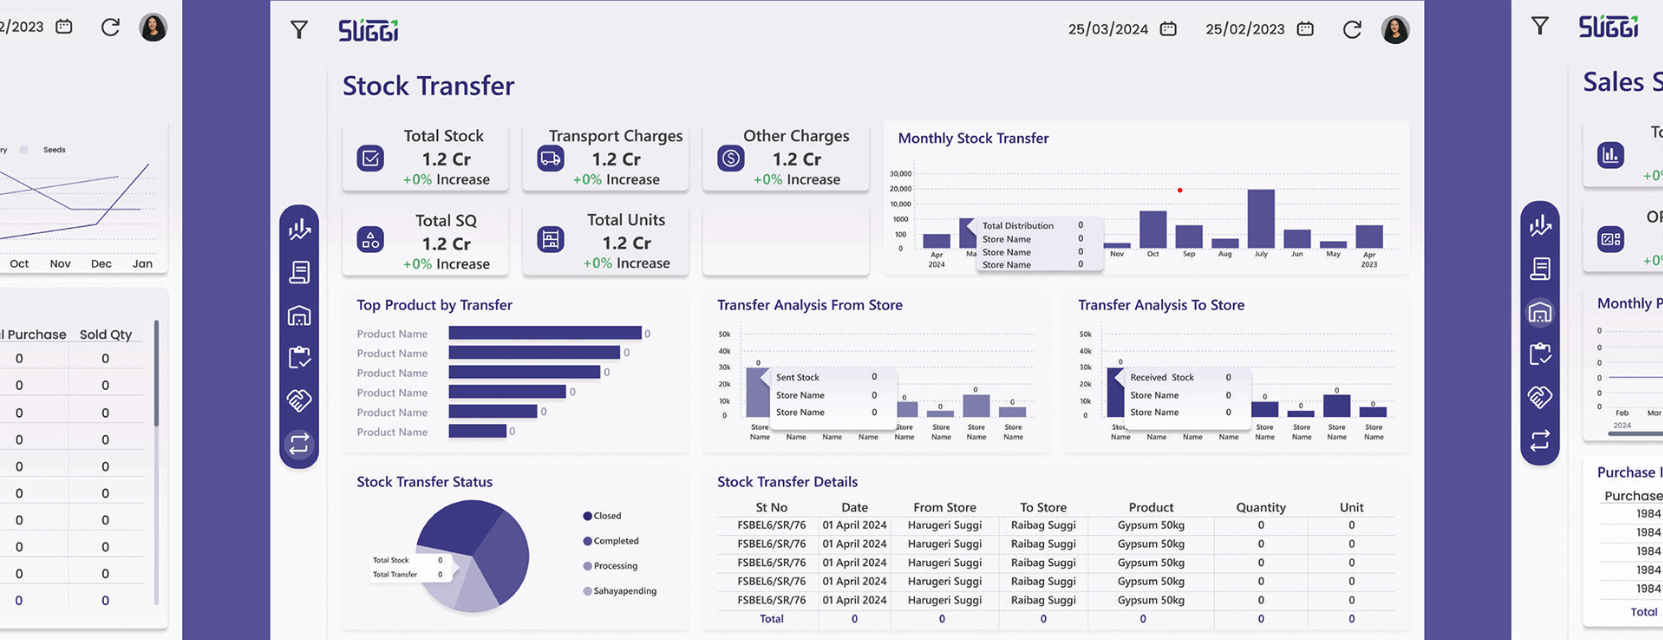 2/2023
ry Seeds
Oct Nov Dec Jan
l Purchase Sold Qty
0 0
0 0
0 0
0 0
0 0
0 0
0 0
0 0
0 0
0 0
SUGGI
25/03/2024 25/02/2023
Stock Transfer
Total Stock
1.2 Cr
+0% Increase
Transport Charges
1.2 Cr
+0% Increase
Other Charges
1.2 Cr
+0% Increase
Total SQ
1.2 Cr
+0% Increase
Total Units
1.2 Cr
+0% Increase
Monthly Stock Transfer
30,000
20,000
10,000
1000
100
0
Total Distribution 0
Store Name 0
Store Name 0
Store Name 0
Apr Ma Nov Oct Sep Aug July Jun May Apr
2024 2023
Top Product by Transfer
Product Name 0
Product Name 0
Product Name 0
Product Name 0
Product Name 0
Product Name 0
Transfer Analysis From Store
50k
40k
30k
20k
10k
0
0
Sent Stock 0
Store Name 0
Store Name 0
0 0 0 0
Store Store Store Store Store
Name Name Name Name Name Name Name Name
Transfer Analysis To Store
50k
40k
30k
20k
10k
0
0
Received Stock 0
Store Name 0
Store Name 0
0 0 0 0
Stor Store Store Store Store
Name Name Name Name Name Name Name Name
Stock Transfer Status
Total Stock 0
Total Transfer 0
Closed
Completed
Processing
Sahayapending
Stock Transfer Details
St No Date From Store To Store Product Quantity Unit
FSBEL6/SR/76 01 April 2024 Harugeri Suggi Raibag Suggi Gypsum 50kg 0 0
FSBEL6/SR/76 01 April 2024 Harugeri Suggi Raibag Suggi Gypsum 50kg 0 0
FSBEL6/SR/76 01 April 2024 Harugeri Suggi Raibag Suggi Gypsum 50kg 0 0
FSBEL6/SR/76 01 April 2024 Harugeri Suggi Raibag Suggi Gypsum 50kg 0 0
FSBEL6/SR/76 01 April 2024 Harugeri Suggi Raibag Suggi Gypsum 50kg 0 0
Total 0 0 0 0 0 0
SUGGI
Sales S
To
+0%
OP
+0%
Monthly P
0
0
0
0
0
0
Feb Mar
2024
Purchase I
Purchase
1984
1984
1984
1984
1984
Total